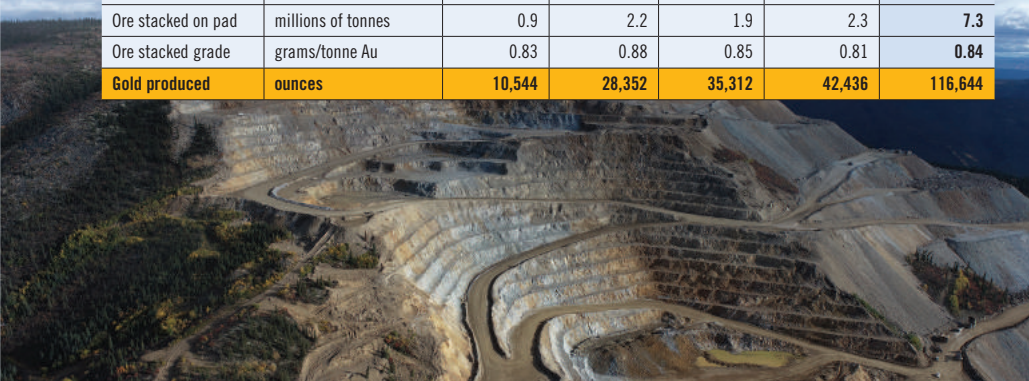 Ore stacked on pad millions of tonnes 0.9 2.2 1.9 2.3 7.3
Ore stacked grade grams/tonne Au 0.83 0.88 0.85 0.81 0.84
Gold produced ounces 10,544 28,352 35,312 42,436 116,644